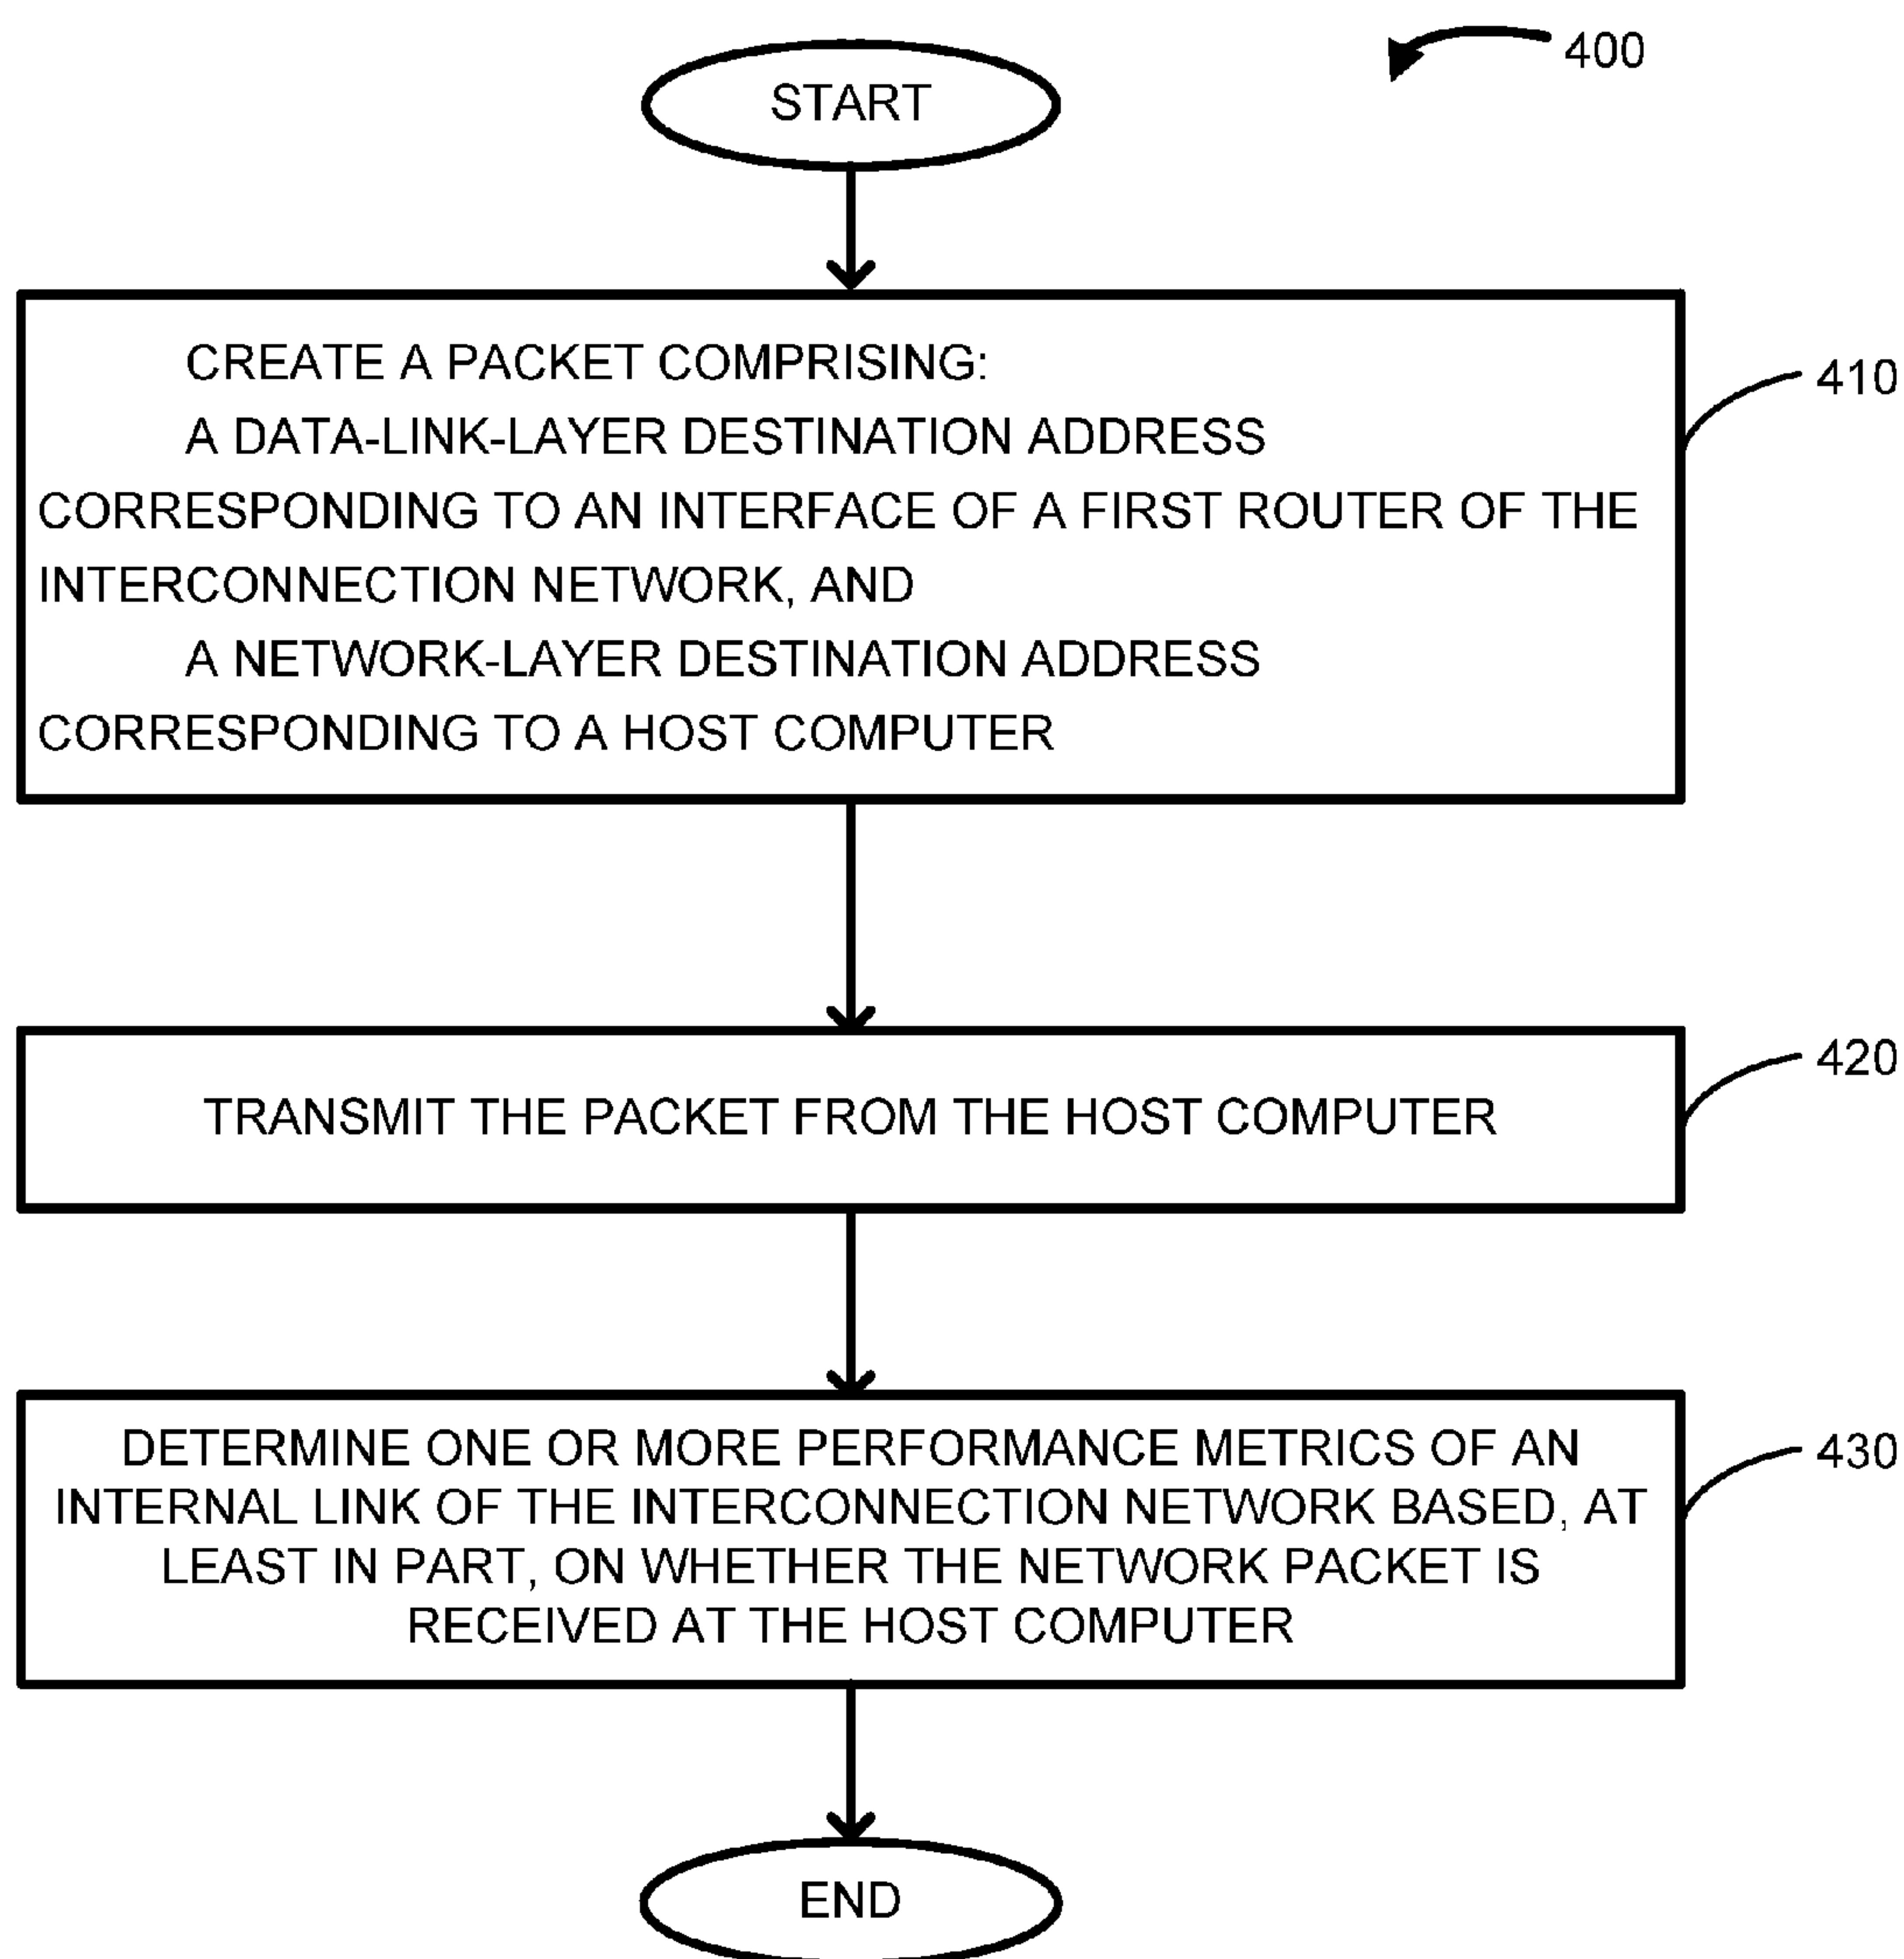 400
START
CREATE A PACKET COMPRISING:
A DATA-LINK-LAYER DESTINATION ADDRESS
CORRESPONDING TO AN INTERFACE OF A FIRST ROUTER OF THE
INTERCONNECTION NETWORK, AND
A NETWORK-LAYER DESTINATION ADDRESS
CORRESPONDING TO A HOST COMPUTER
410
TRANSMIT THE PACKET FROM THE HOST COMPUTER
420
DETERMINE ONE OR MORE PERFORMANCE METRICS OF AN
INTERNAL LINK OF THE INTERCONNECTION NETWORK BASED, AT
LEAST IN PART, ON WHETHER THE NETWORK PACKET IS
RECEIVED AT THE HOST COMPUTER
430
END